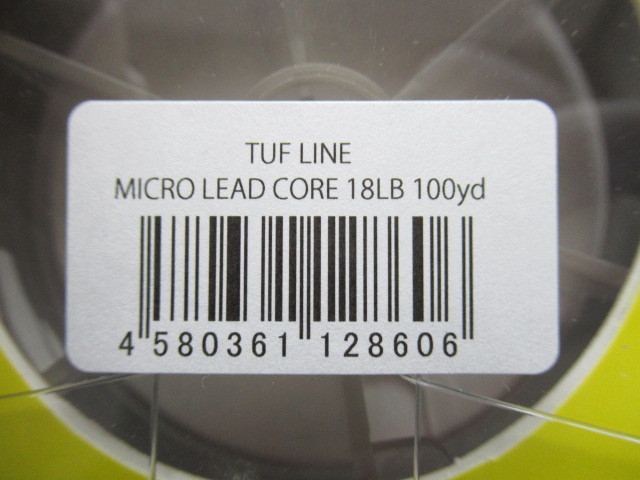 TUF LINE
MICRO LEAD CORE 18LB 100yd
4 580361 128606